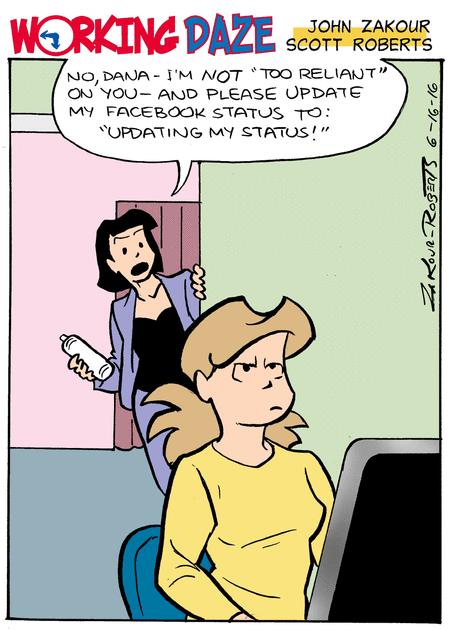 WORKING DAZE
JOHN ZAKOUR
SCOTT ROBERTS
NO, DANA - I'M NOT "TOO RELIANT"
ON YOU - AND PLEASE UPDATE
MY FACEBOOK STATUS TO:
"UPDATING MY STATUS!"
ZAKOUR-ROBERTS 6-16-16